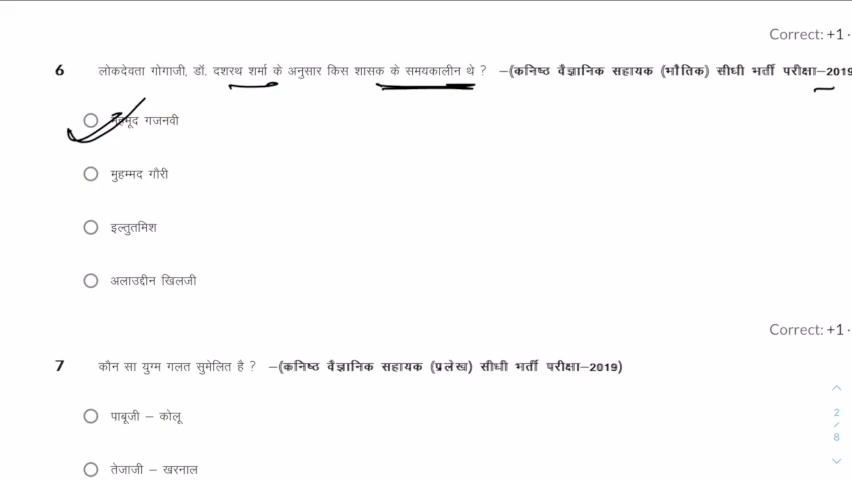 Correct: +1 ·
6 लोकदेवता गोगाजी, डॉ. दशरथ शर्मा के अनुसार किस शासक के समयकालीन थे ? –(कनिष्ठ वैज्ञानिक सहायक (भौतिक) सीधी भर्ती परीक्षा–2019
महमूद गजनवी
मुहम्मद गौरी
इल्तुतमिश
अलाउद्दीन खिलजी
Correct: +1 ·
7 कौन सा युग्म गलत सुमेलित है ? –(कनिष्ठ वैज्ञानिक सहायक (प्रलेख) सीधी भर्ती परीक्षा–2019)
पाबूजी – कोलू
2
/
8
तेजाजी – खरनाल